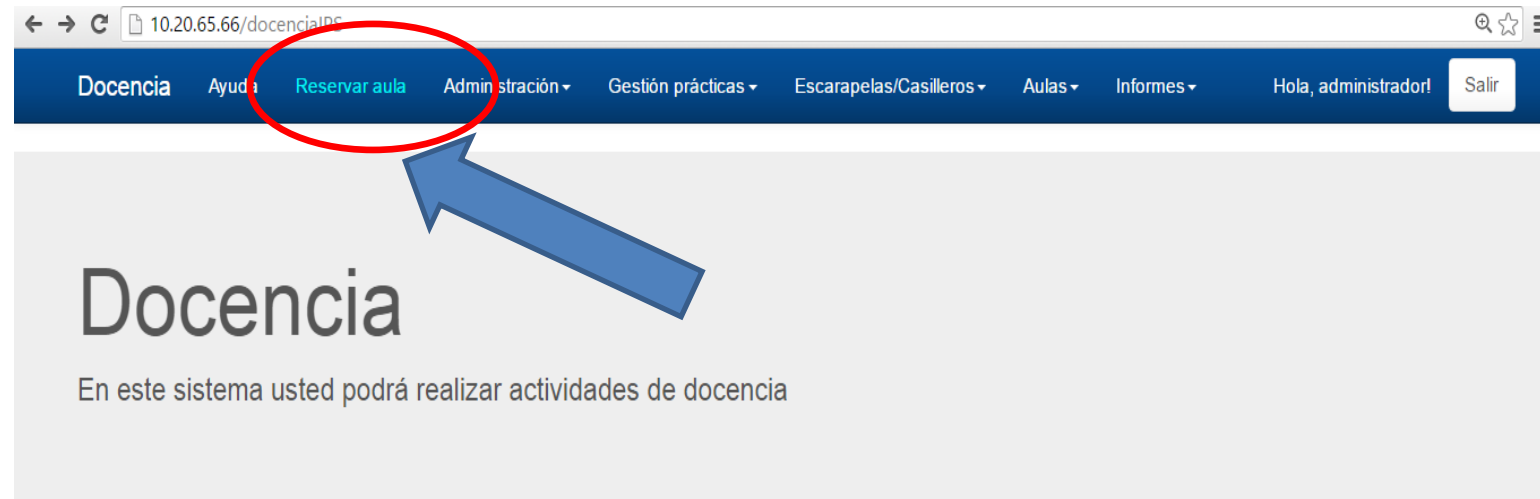 10.20.65.66/docenciaIPS
Docencia Ayuda Reservar aula Administración Gestión prácticas Escarapelas/Casilleros Aulas Informes Hola, administrador! Salir
Docencia
En este sistema usted podrá realizar actividades de docencia